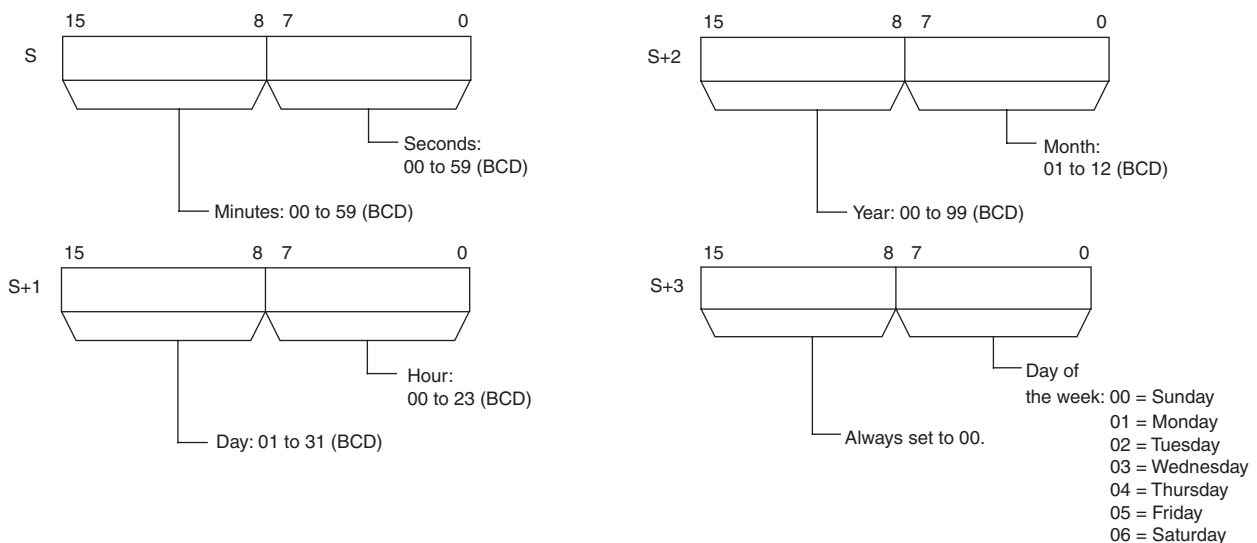 15 8 7 0
S
Seconds:
00 to 59 (BCD)
Minutes: 00 to 59 (BCD)
15 8 7 0
S+2
Month:
01 to 12 (BCD)
Year: 00 to 99 (BCD)
15 8 7 0
S+1
Hour:
00 to 23 (BCD)
Day: 01 to 31 (BCD)
15 8 7 0
S+3
Day of
the week: 00 = Sunday
01 = Monday
02 = Tuesday
03 = Wednesday
04 = Thursday
05 = Friday
06 = Saturday
Always set to 00.